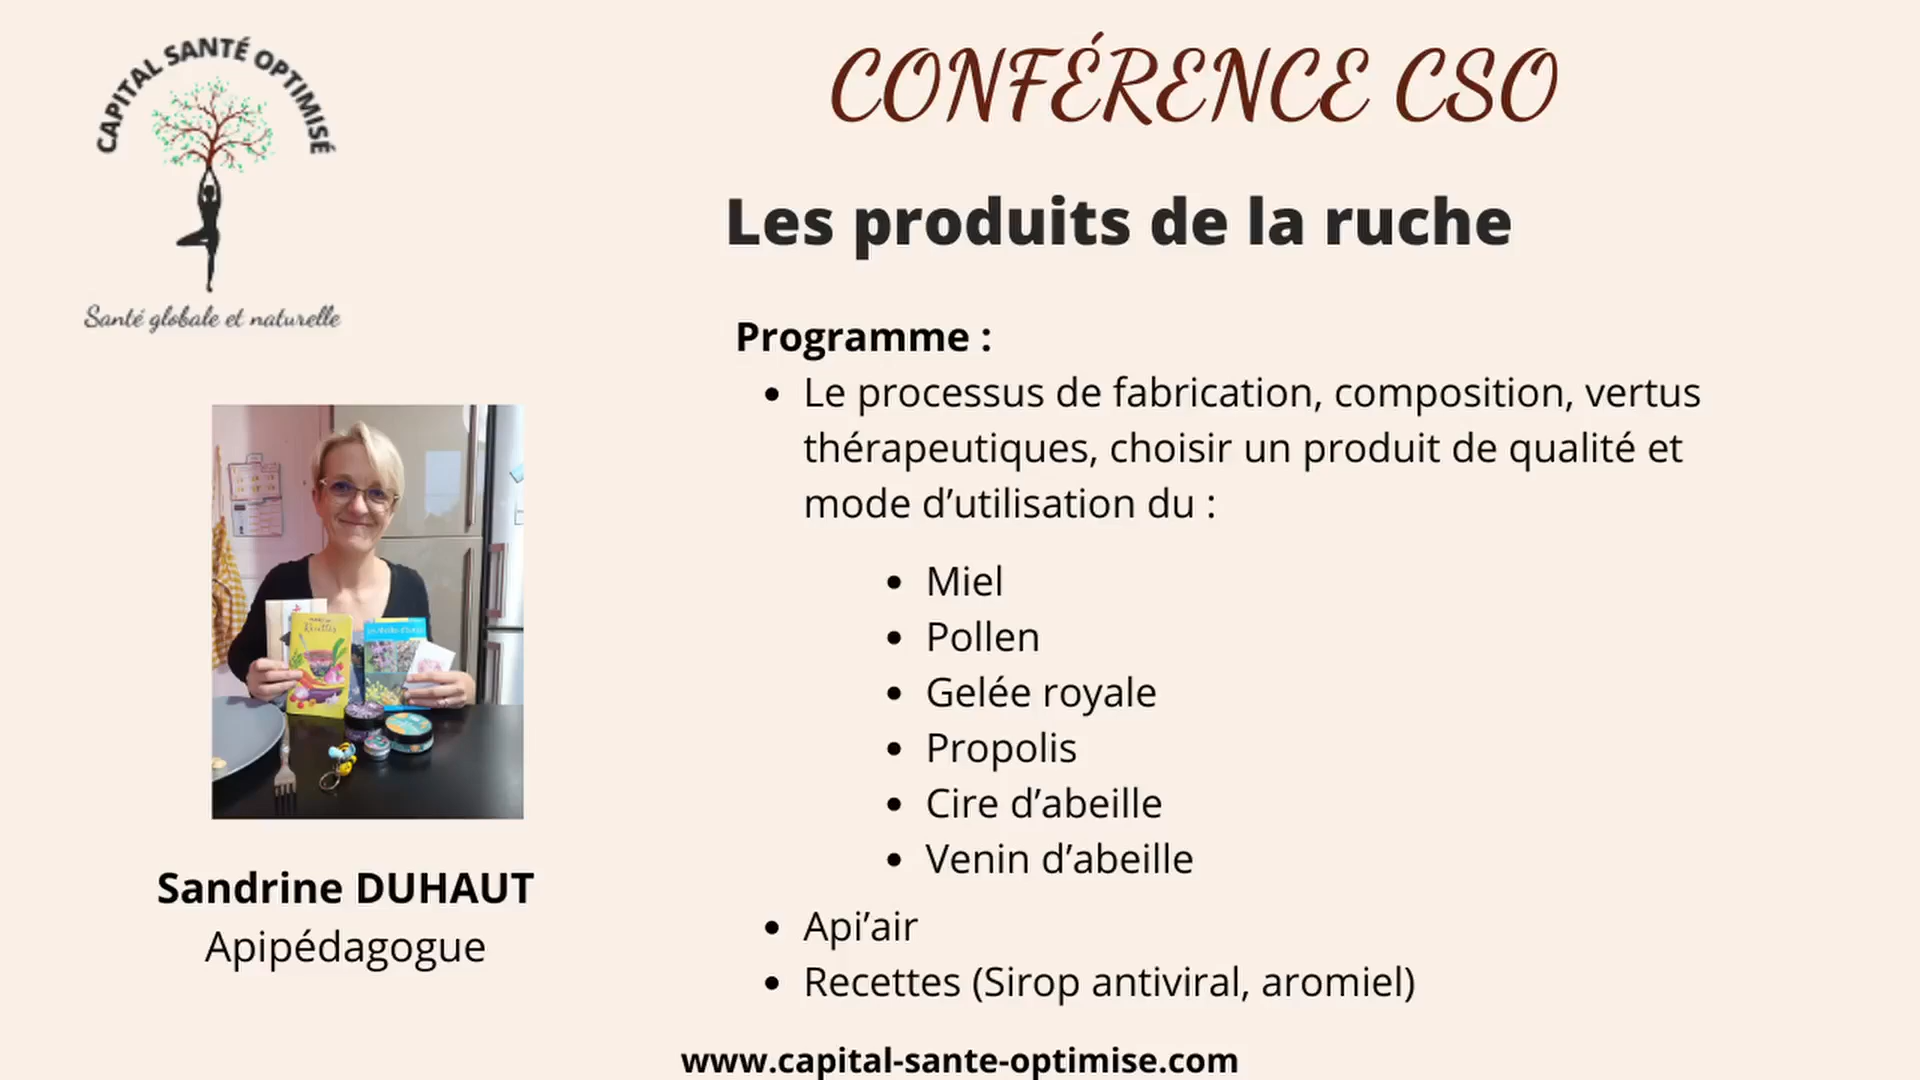 CAPITAL SANTÉ OPTIMISÉ
Santé globale et naturelle
CONFÉRENCE CSO
Les produits de la ruche
Programme :
• Le processus de fabrication, composition, vertus
thérapeutiques, choisir un produit de qualité et
mode d’utilisation du :
• Miel
• Pollen
• Gelée royale
• Propolis
• Cire d’abeille
• Venin d’abeille
• Api’air
• Recettes (Sirop antiviral, aromiel)
Recettes
Sandrine DUHAUT
Apipédagogue
www.capital-sante-optimise.com